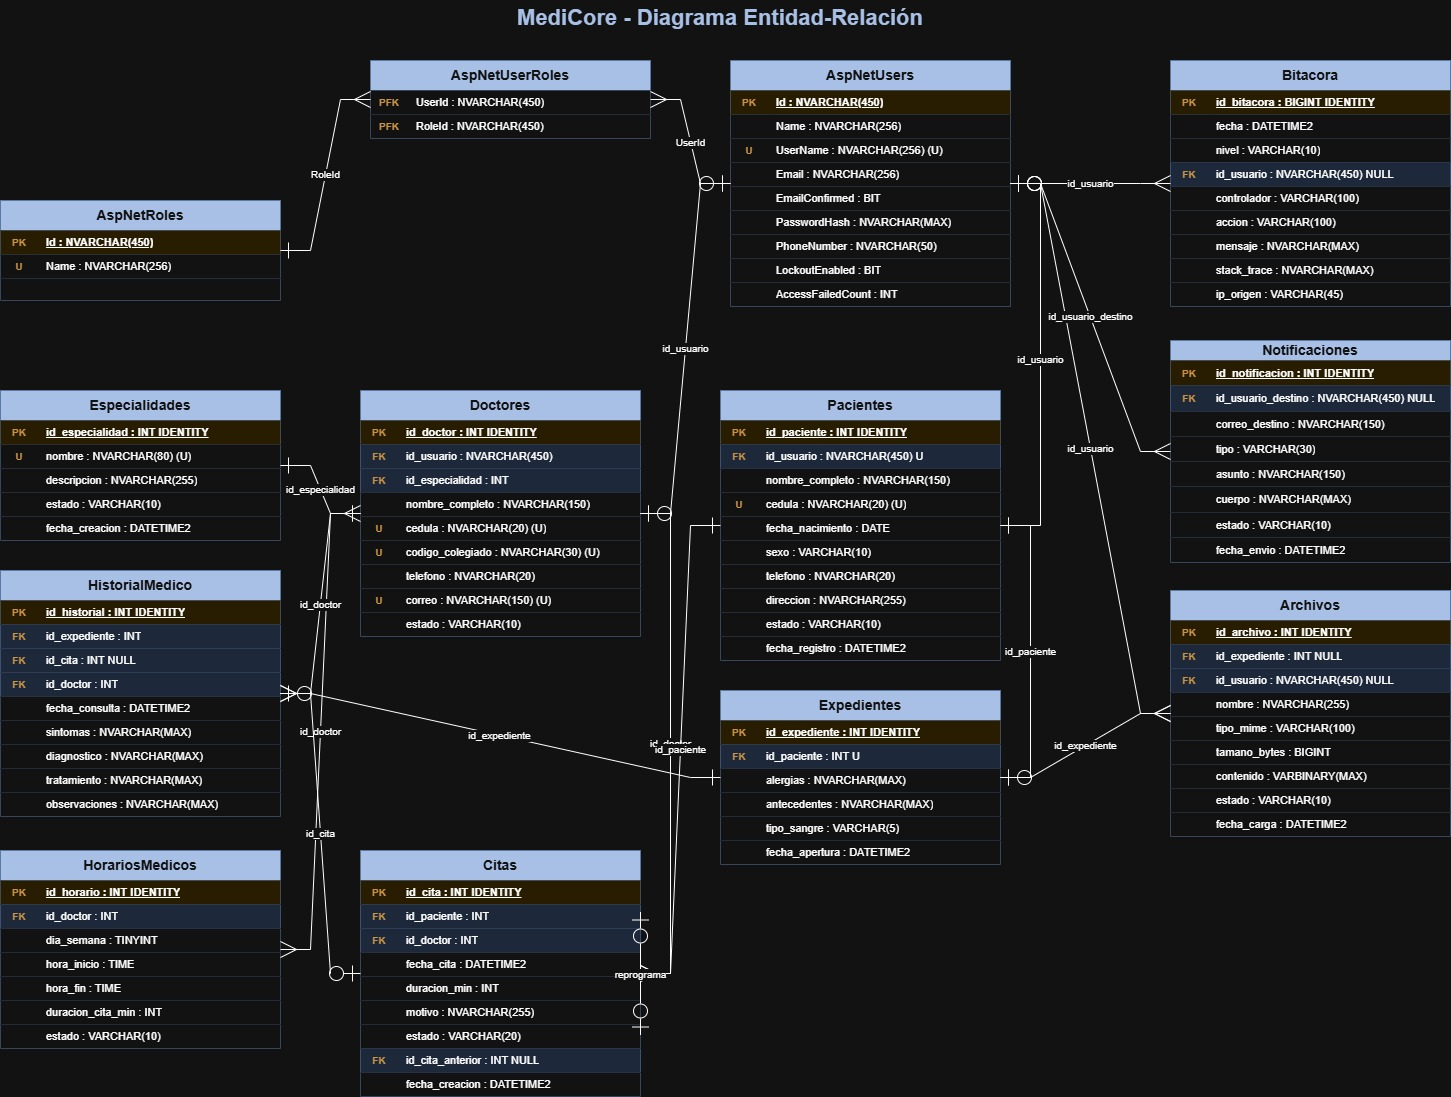 MediCore - Diagrama Entidad-Relación
AspNetUserRoles
PFK UserId : NVARCHAR(450)
PFK RoleId : NVARCHAR(450)
AspNetUsers
PK Id : NVARCHAR(450)
Name : NVARCHAR(256)
U UserName : NVARCHAR(256) (U)
Email : NVARCHAR(256)
EmailConfirmed : BIT
PasswordHash : NVARCHAR(MAX)
PhoneNumber : NVARCHAR(50)
LockoutEnabled : BIT
AccessFailedCount : INT
Bitacora
PK id_bitacora : BIGINT IDENTITY
fecha : DATETIME2
nivel : VARCHAR(10)
FK id_usuario : NVARCHAR(450) NULL
controlador : VARCHAR(100)
accion : VARCHAR(100)
mensaje : NVARCHAR(MAX)
stack_trace : NVARCHAR(MAX)
ip_origen : VARCHAR(45)
UserId
RoleId
id_usuario
AspNetRoles
PK Id : NVARCHAR(450)
U Name : NVARCHAR(256)
id_usuario_destino
id_usuario
id_usuario
id_usuario
Notificaciones
PK id_notificacion : INT IDENTITY
FK id_usuario_destino : NVARCHAR(450) NULL
correo_destino : NVARCHAR(150)
tipo : VARCHAR(30)
asunto : NVARCHAR(150)
cuerpo : NVARCHAR(MAX)
estado : VARCHAR(10)
fecha_envio : DATETIME2
Especialidades
PK id_especialidad : INT IDENTITY
U nombre : NVARCHAR(80) (U)
descripcion : NVARCHAR(255)
estado : VARCHAR(10)
fecha_creacion : DATETIME2
id_especialidad
Doctores
PK id_doctor : INT IDENTITY
FK id_usuario : NVARCHAR(450)
FK id_especialidad : INT
nombre_completo : NVARCHAR(150)
U cedula : NVARCHAR(20) (U)
U codigo_colegiado : NVARCHAR(30) (U)
telefono : NVARCHAR(20)
U correo : NVARCHAR(150) (U)
estado : VARCHAR(10)
Pacientes
PK id_paciente : INT IDENTITY
FK id_usuario : NVARCHAR(450) U
nombre_completo : NVARCHAR(150)
U cedula : NVARCHAR(20) (U)
fecha_nacimiento : DATE
sexo : VARCHAR(10)
telefono : NVARCHAR(20)
direccion : NVARCHAR(255)
estado : VARCHAR(10)
fecha_registro : DATETIME2
HistorialMedico
PK id_historial : INT IDENTITY
FK id_expediente : INT
FK id_cita : INT NULL
FK id_doctor : INT
fecha_consulta : DATETIME2
sintomas : NVARCHAR(MAX)
diagnostico : NVARCHAR(MAX)
tratamiento : NVARCHAR(MAX)
observaciones : NVARCHAR(MAX)
id_doctor
id_doctor
id_expediente
id_doctor
id_paciente
id_paciente
id_expediente
id_cita
Archivos
PK id_archivo : INT IDENTITY
FK id_expediente : INT NULL
FK id_usuario : NVARCHAR(450) NULL
nombre : NVARCHAR(255)
tipo_mime : VARCHAR(100)
tamano_bytes : BIGINT
contenido : VARBINARY(MAX)
estado : VARCHAR(10)
fecha_carga : DATETIME2
Expedientes
PK id_expediente : INT IDENTITY
FK id_paciente : INT U
alergias : NVARCHAR(MAX)
antecedentes : NVARCHAR(MAX)
tipo_sangre : VARCHAR(5)
fecha_apertura : DATETIME2
HorariosMedicos
PK id_horario : INT IDENTITY
FK id_doctor : INT
dia_semana : TINYINT
hora_inicio : TIME
hora_fin : TIME
duracion_cita_min : INT
estado : VARCHAR(10)
Citas
PK id_cita : INT IDENTITY
FK id_paciente : INT
FK id_doctor : INT
fecha_cita : DATETIME2
duracion_min : INT
motivo : NVARCHAR(255)
estado : VARCHAR(20)
FK id_cita_anterior : INT NULL
fecha_creacion : DATETIME2
reprograma